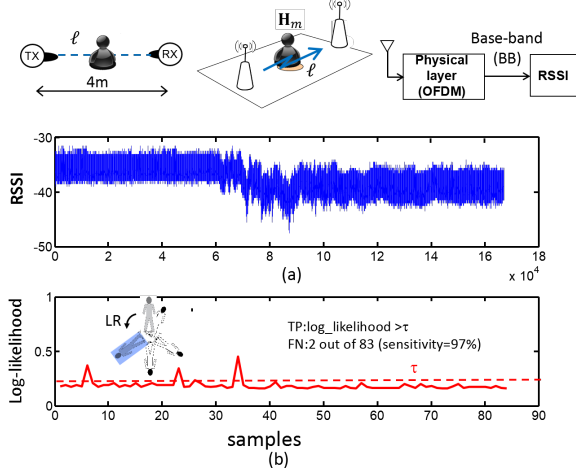 TX
ℓ
RX
4m
H_m
ℓ
Physical
layer
(OFDM)
Base-band
(BB)
RSSI
RSSI
-30
-40
-50
0 2 4 6 8 10 12 14 16 18
x 10^4
(a)
Log-likelihood
1
0.5
0
LR
TP:log_likelihood >τ
FN:2 out of 83 (sensitivity=97%)
τ
0 10 20 30 40 50 60 70 80 90
samples
(b)